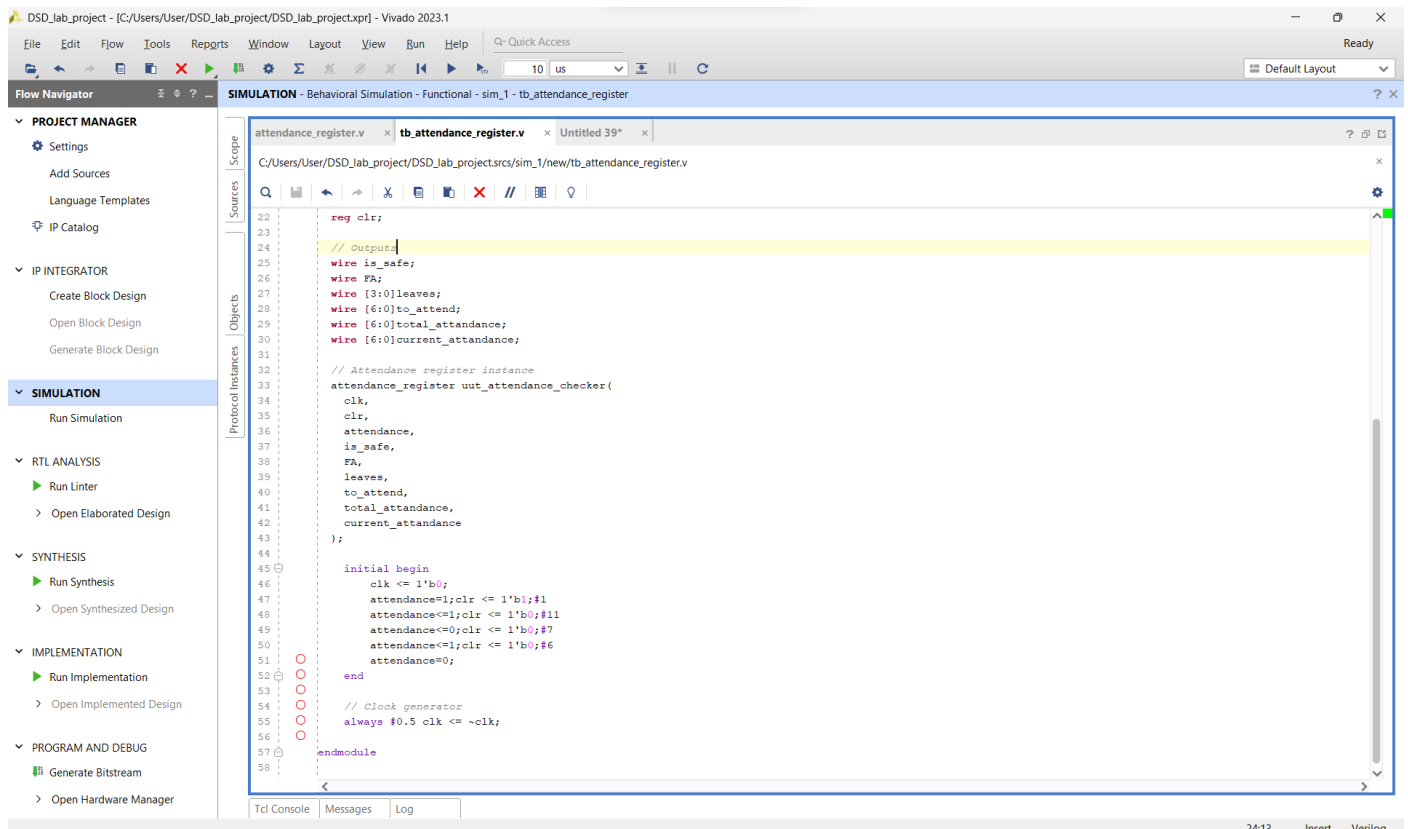 DSD_lab_project - [C:/Users/User/DSD_lab_project/DSD_lab_project.xpr] - Vivado 2023.1
File Edit Flow Tools Reports Window Layout View Run Help Q- Quick Access Ready
10 us Default Layout
Flow Navigator ? SIMULATION - Behavioral Simulation - Functional - sim_1 - tb_attendance_register ?
PROJECT MANAGER
Settings
Add Sources
Language Templates
IP Catalog
IP INTEGRATOR
Create Block Design
Open Block Design
Generate Block Design
SIMULATION
Run Simulation
RTL ANALYSIS
Run Linter
Open Elaborated Design
SYNTHESIS
Run Synthesis
Open Synthesized Design
IMPLEMENTATION
Run Implementation
Open Implemented Design
PROGRAM AND DEBUG
Generate Bitstream
Open Hardware Manager
Scope
Sources
Objects
Protocol Instances
attendance_register.v × tb_attendance_register.v × Untitled 39* × ?
C:/Users/User/DSD_lab_project/DSD_lab_project.srcs/sim_1/new/tb_attendance_register.v
22 reg clr;
23
24 // Outputs
25 wire is_safe;
26 wire FA;
27 wire [3:0]leaves;
28 wire [6:0]to_attend;
29 wire [6:0]total_attandance;
30 wire [6:0]current_attandance;
31
32 // Attendance register instance
33 attendance_register uut_attendance_checker(
34 clk,
35 clr,
36 attendance,
37 is_safe,
38 FA,
39 leaves,
40 to_attend,
41 total_attandance,
42 current_attandance
43 );
44
45 initial begin
46 clk <= 1'b0;
47 attendance=1;clr <= 1'b1;#1
48 attendance<=1;clr <= 1'b0;#11
49 attendance<=0;clr <= 1'b0;#7
50 attendance<=1;clr <= 1'b0;#6
51 attendance=0;
52 end
53
54 // Clock generator
55 always #0.5 clk <= ~clk;
56
57 endmodule
58
Tcl Console Messages Log
24:13 Insert Verilog